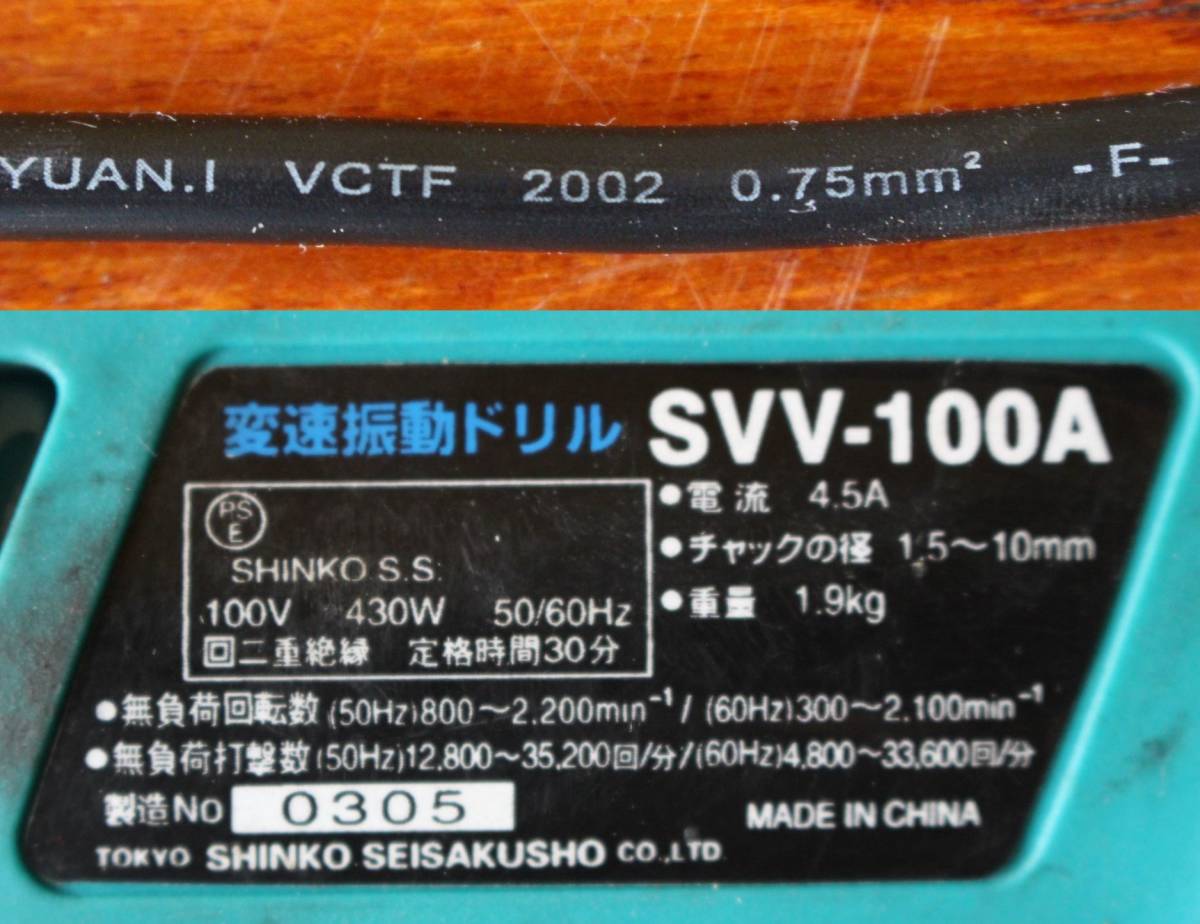 YUAN.I VCTF 2002 0.75mm² -F-
変速振動ドリル SVV-100A
PS
E
SHINKO S.S.
100V 430W 50/60Hz
回二重絶縁 定格時間30分
●電流 4.5A
●チャックの径 1.5～10mm
●重量 1.9kg
●無負荷回転数(50Hz)800～2.200min⁻¹/(60Hz)300～2.100min⁻¹
●無負荷打撃数(50Hz)12,800～35,200回/分/(60Hz)4,800～33,600回/分
製造No 0305
MADE IN CHINA
TOKYO SHINKO SEISAKUSHO CO.,LTD.